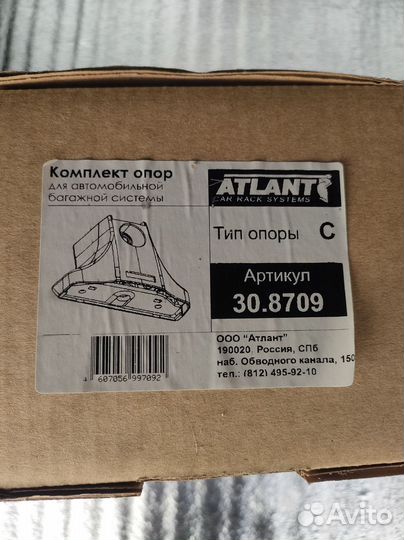 Комплект опор
для автомобильной
багажной системы
ATLANT
CAR RACK SYSTEMS
Тип опоры C
Артикул
30.8709
ООО "Атлант"
190020. Россия, СПб
наб. Обводного канала, 150
тел.: (812) 495-92-10
4 607056 997092
Avito